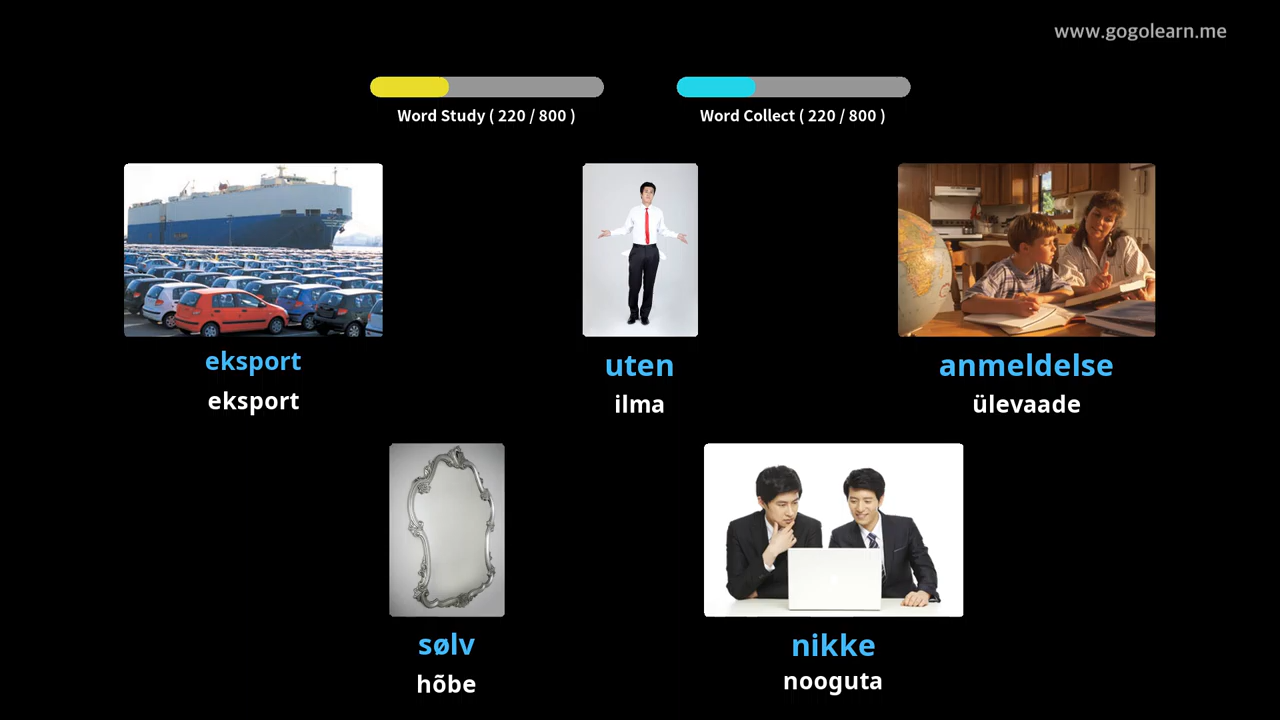 www.gogolearn.me
Word Study ( 220 / 800 )
Word Collect ( 220 / 800 )
eksport
eksport
uten
ilma
anmeldelse
ülevaade
sølv
hõbe
nikke
nooguta